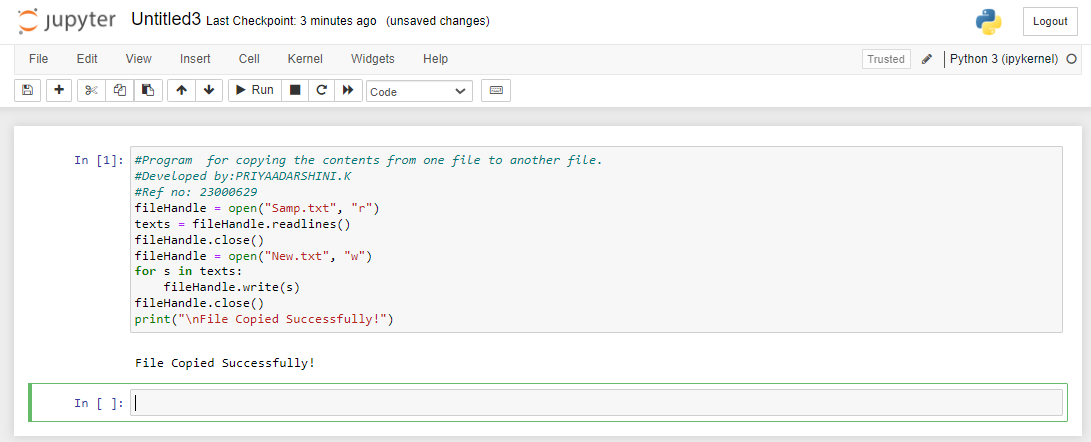 jupyter Untitled3 Last Checkpoint: 3 minutes ago (unsaved changes) Logout
File Edit View Insert Cell Kernel Widgets Help Trusted Python 3 (ipykernel)
Run Code
In [1]: #Program  for copying the contents from one file to another file.
#Developed by:PRIYAADARSHINI.K
#Ref no: 23000629
fileHandle = open("Samp.txt", "r")
texts = fileHandle.readlines()
fileHandle.close()
fileHandle = open("New.txt", "w")
for s in texts:
    fileHandle.write(s)
fileHandle.close()
print("\nFile Copied Successfully!")
File Copied Successfully!
In [ ]: